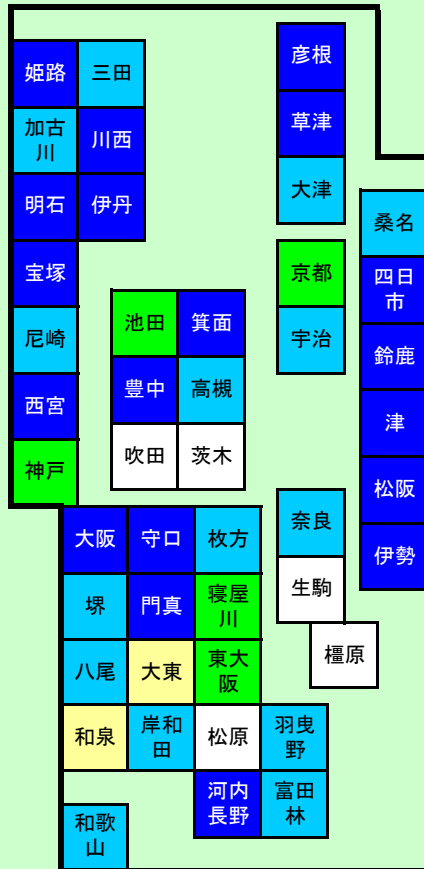 姫路
三田
加古
川
川西
明石
伊丹
宝塚
尼崎
西宮
神戸
彦根
草津
大津
京都
宇治
桑名
四日
市
鈴鹿
津
松阪
伊勢
池田
箕面
豊中
高槻
吹田
茨木
奈良
生駒
橿原
大阪
守口
枚方
堺
門真
寝屋
川
八尾
大東
東大
阪
和泉
岸和
田
松原
羽曳
野
河内
長野
富田
林
和歌
山